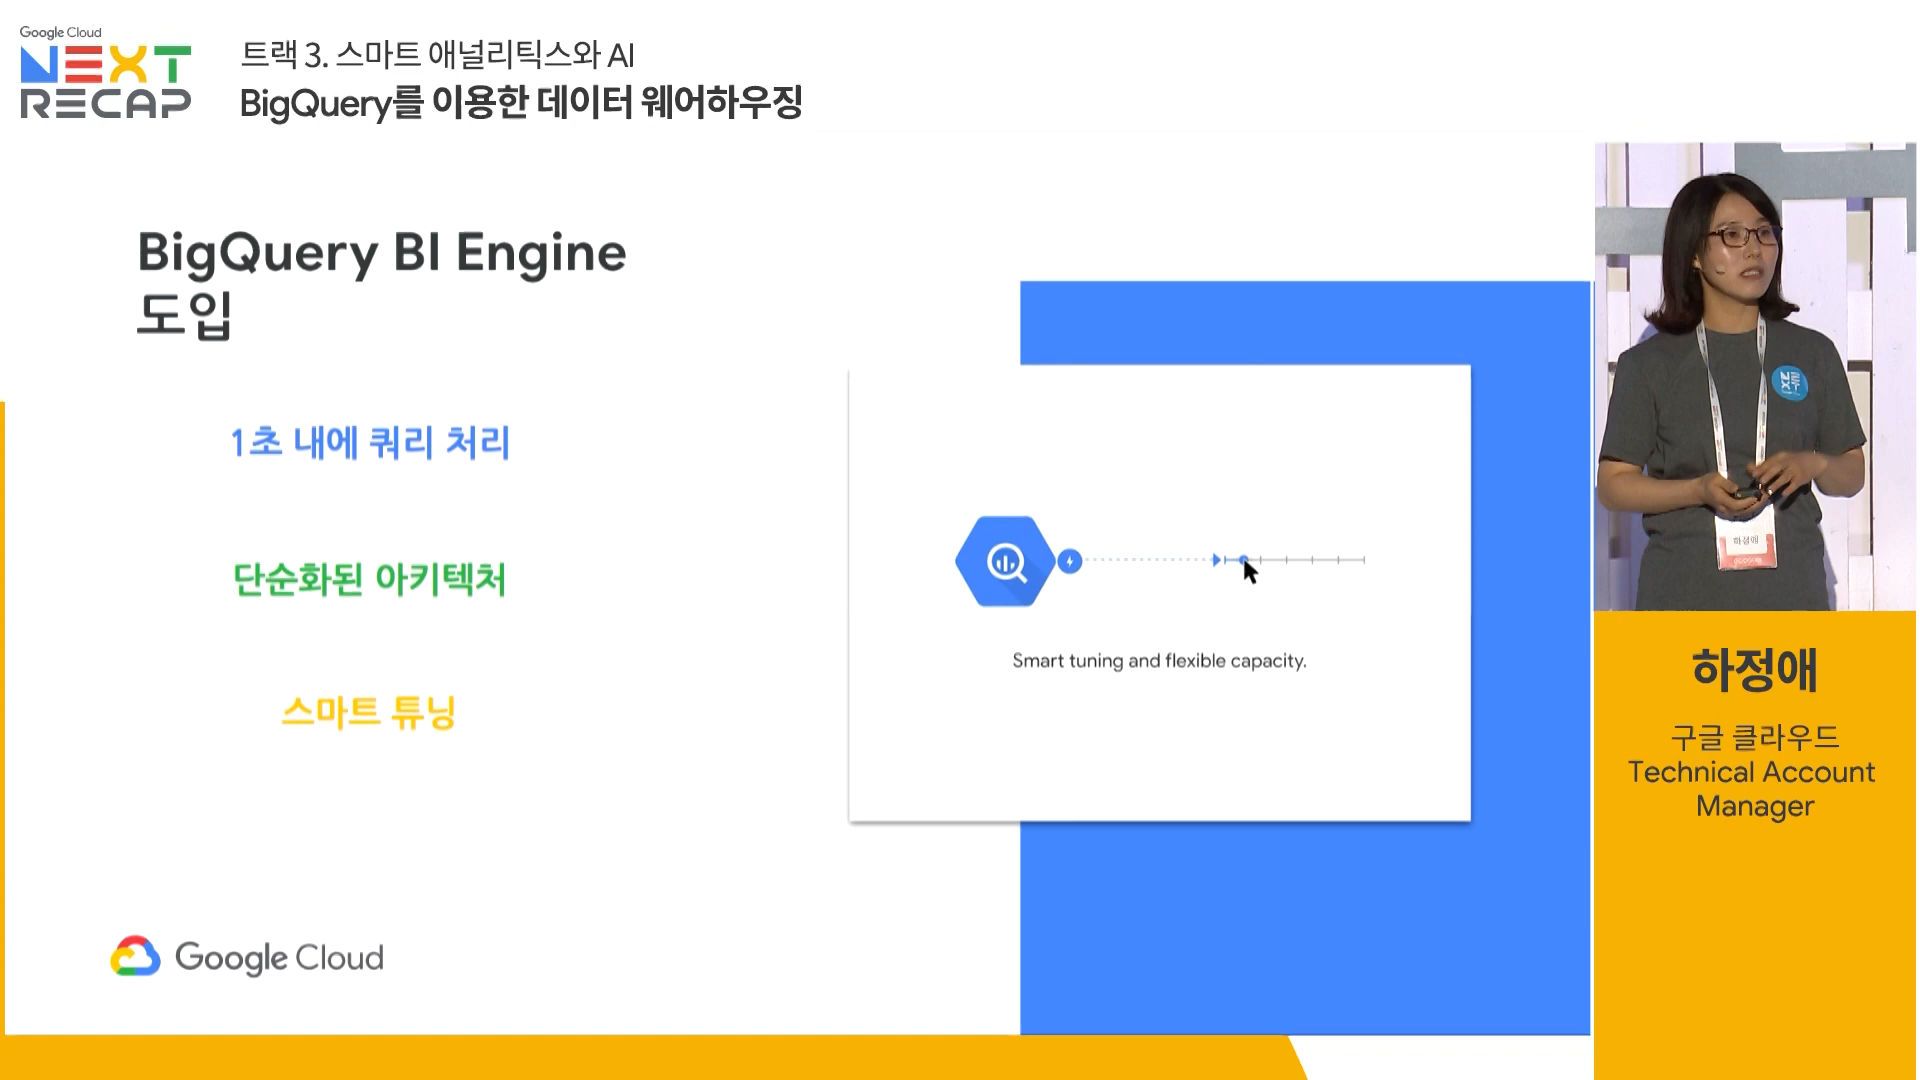 Google Cloud
NEXT
RECAP
트랙 3. 스마트 애널리틱스와 AI
BigQuery를 이용한 데이터 웨어하우징
BigQuery BI Engine
도입
1초 내에 쿼리 처리
단순화된 아키텍처
스마트 튜닝
Smart tuning and flexible capacity.
Google Cloud
하정애
하정애
구글 클라우드
Technical Account
Manager